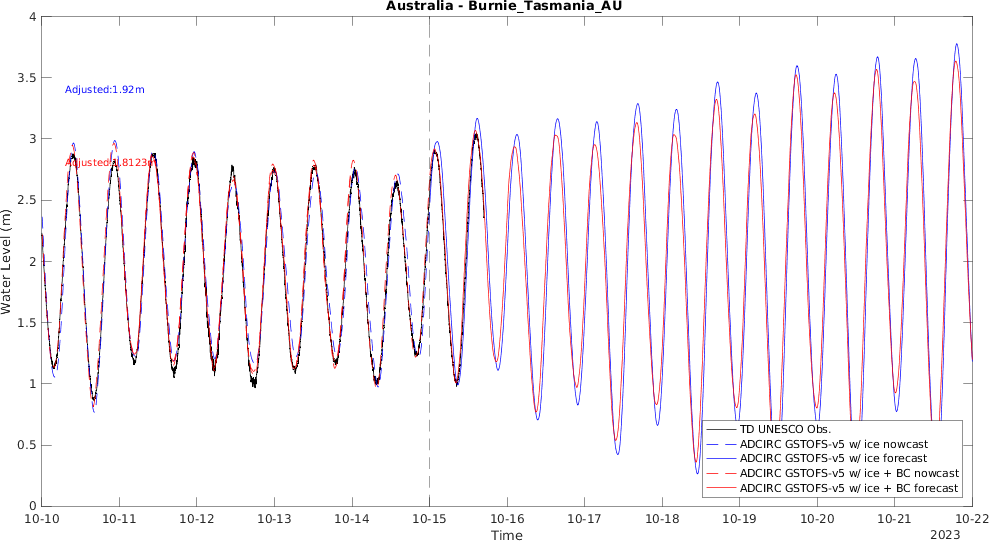 Australia - Burnie_Tasmania_AU
4
3.5
3
2.5
2
1.5
1
0.5
0
Water Level (m)
Adjusted:1.92m
10-10
10-11
10-12
10-13
10-14
10-15
10-16
10-17
10-18
10-19
10-20
10-21
10-22
Time
2023
TD UNESCO Obs.
ADCIRC GSTOFS-v5 w/ ice nowcast
ADCIRC GSTOFS-v5 w/ ice forecast
ADCIRC GSTOFS-v5 w/ ice + BC nowcast
ADCIRC GSTOFS-v5 w/ ice + BC forecast